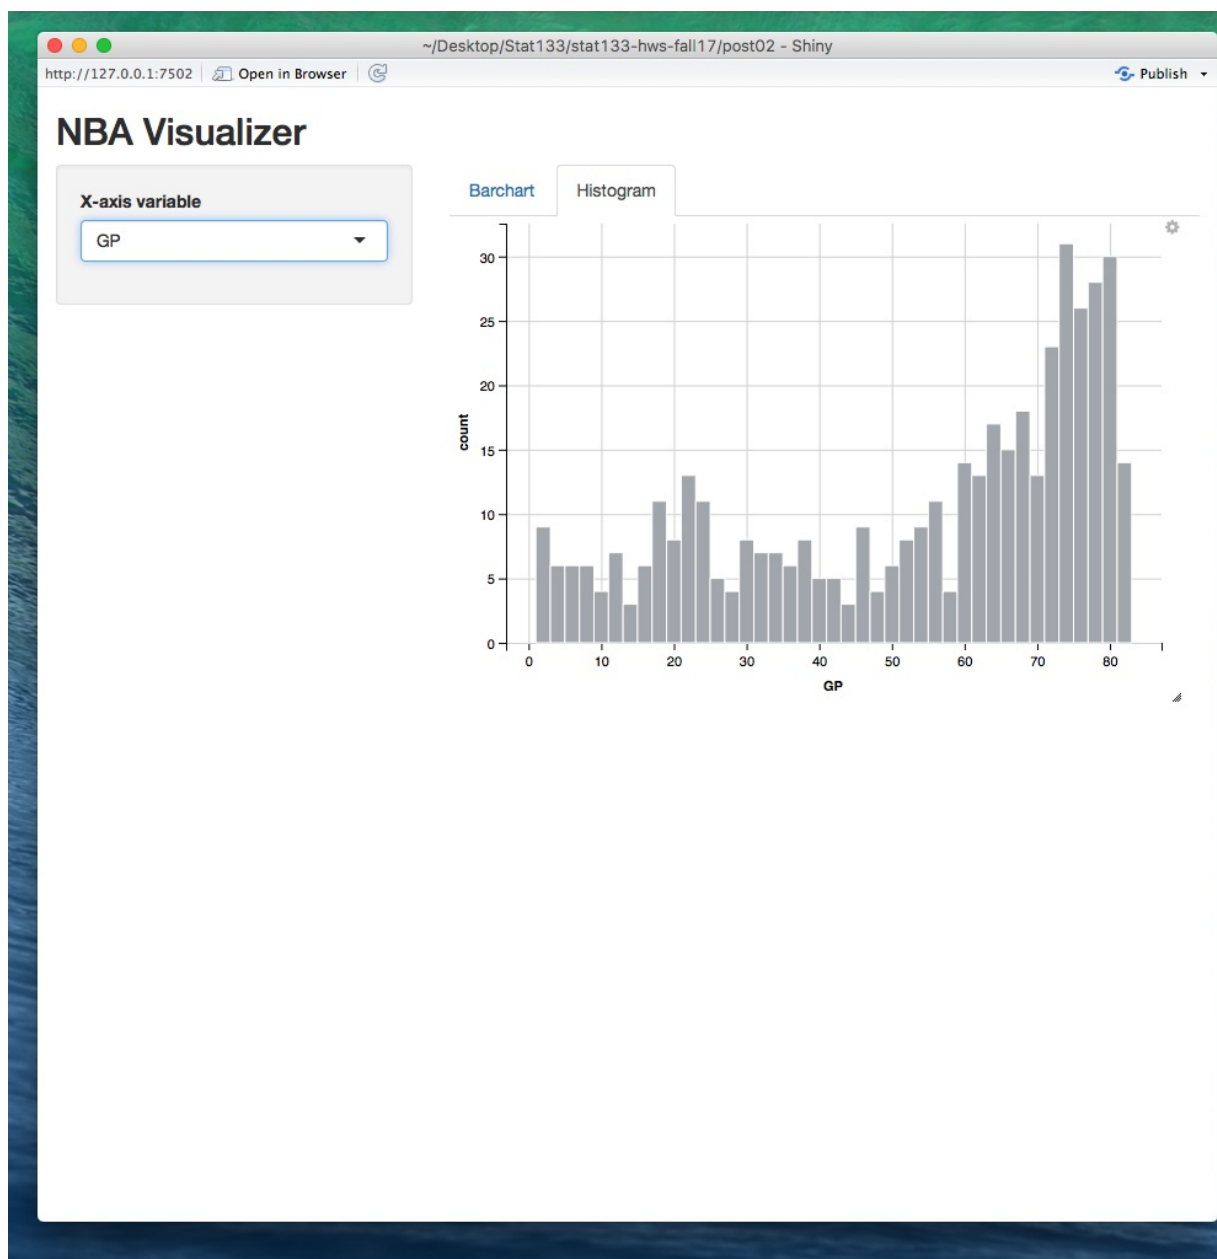 ~/Desktop/Stat133/stat133-hws-fall17/post02 - Shiny
http://127.0.0.1:7502 Open in Browser Publish
NBA Visualizer
X-axis variable
GP
Barchart Histogram
30
25
20
15
10
5
0
count
0 10 20 30 40 50 60 70 80
GP